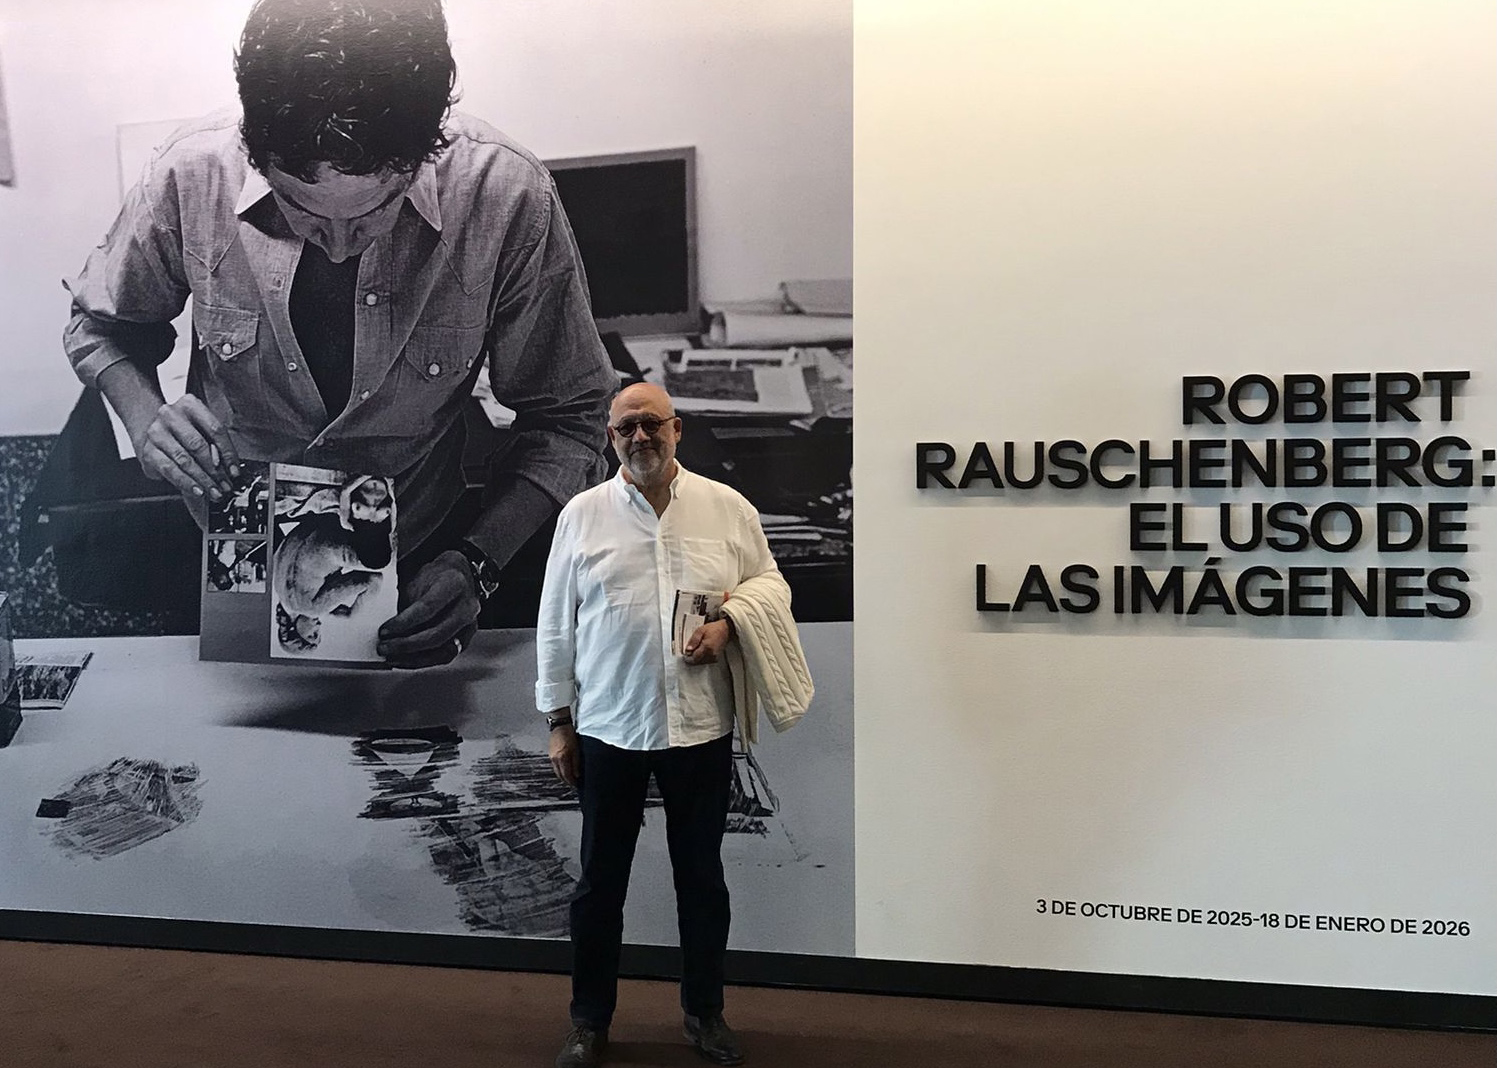 ROBERT
RAUSCHENBERG:
EL USO DE
LAS IMÁGENES
3 DE OCTUBRE DE 2025-18 DE ENERO DE 2026